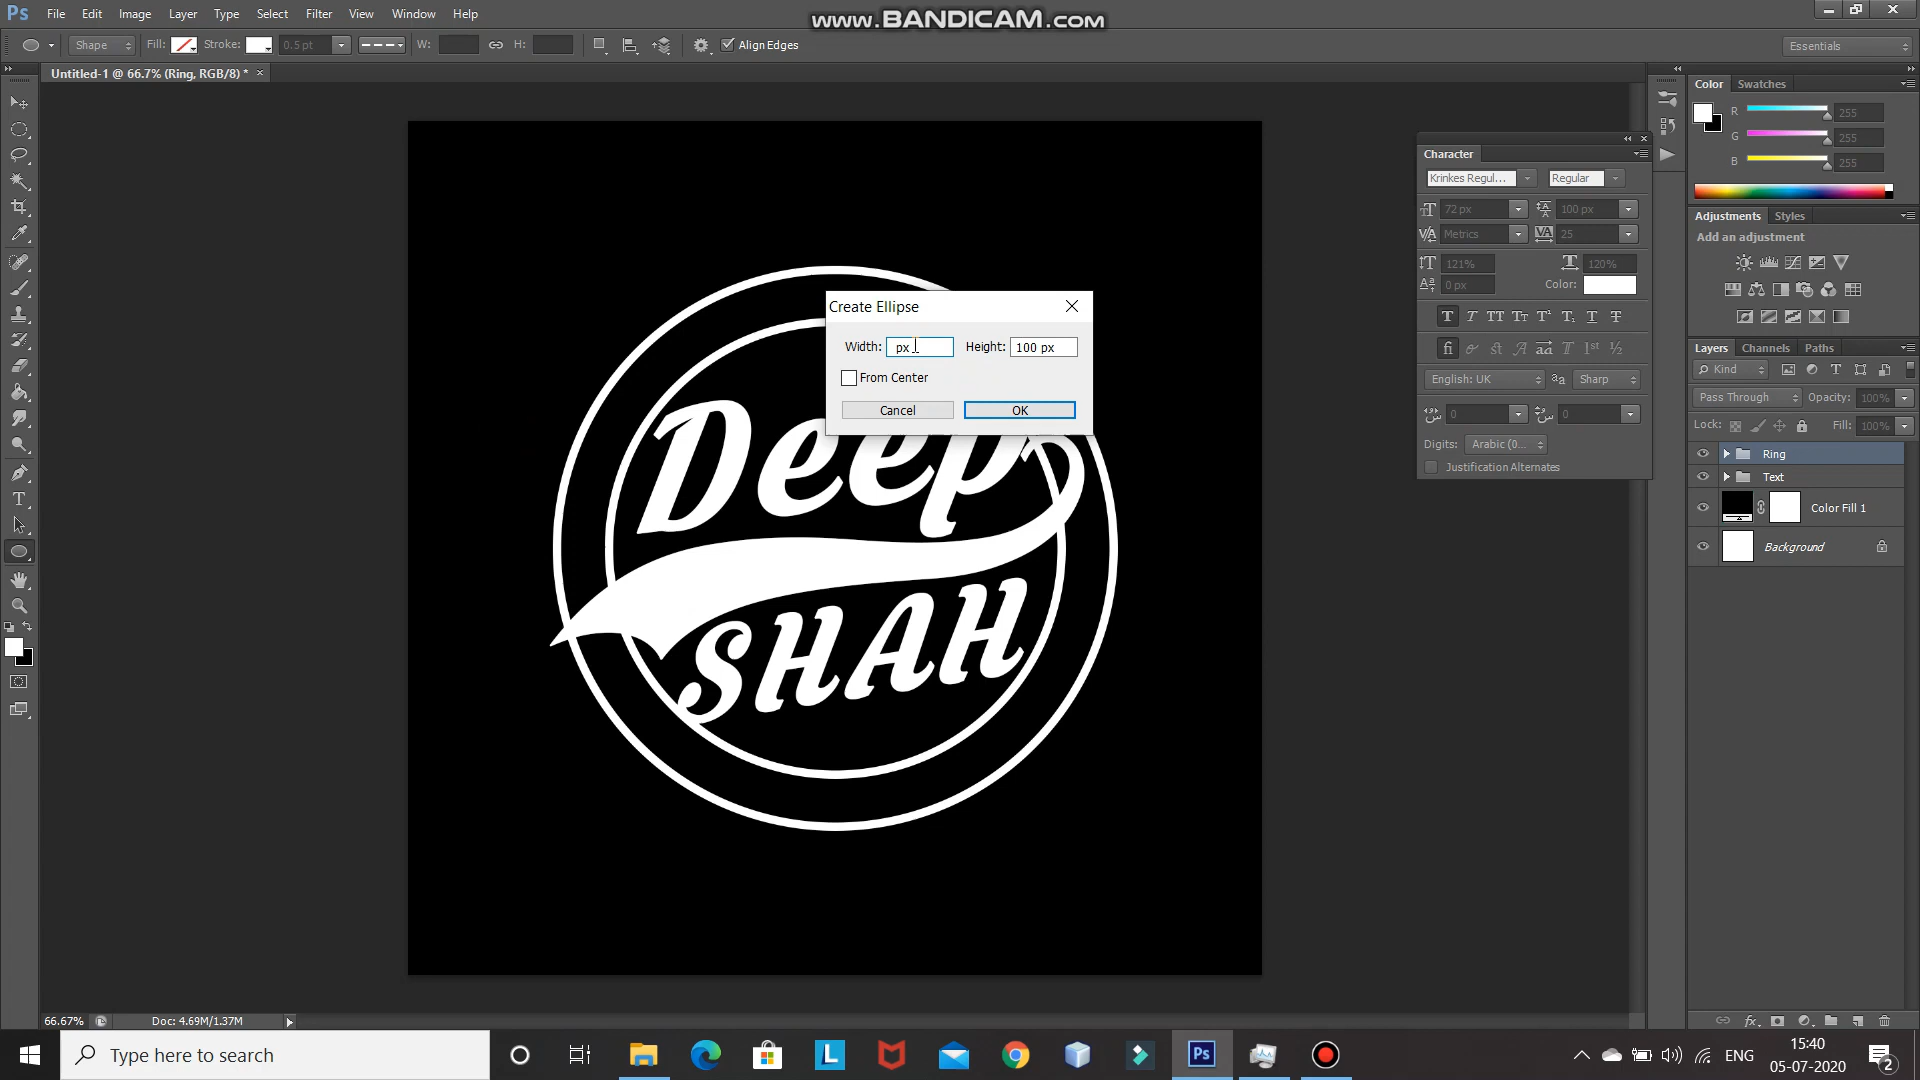 Ps File Edit Image Layer Type Select Filter View Window Help
www.BANDICAM.com
Shape Fill: Stroke: 0.5 pt W: H: Align Edges Essentials
Untitled-1 @ 66.7% (Ring, RGB/8) * ×
Color Swatches
R 255
G 255
B 255
Character
Krinkes Regul... Regular
72 px 100 px
Metrics 25
121% 120%
0 px Color:
English: UK Sharp
0 0
Digits: Arabic (0...
Justification Alternates
Adjustments Styles
Add an adjustment
Layers Channels Paths
Kind
Pass Through Opacity: 100%
Lock: Fill: 100%
Ring
Text
Color Fill 1
Background
Create Ellipse
Width: px Height: 100 px
From Center
Cancel OK
Deep
SHAH
66.67% Doc: 4.69M/1.37M
Type here to search
L
Ps
ENG
15:40
05-07-2020
2